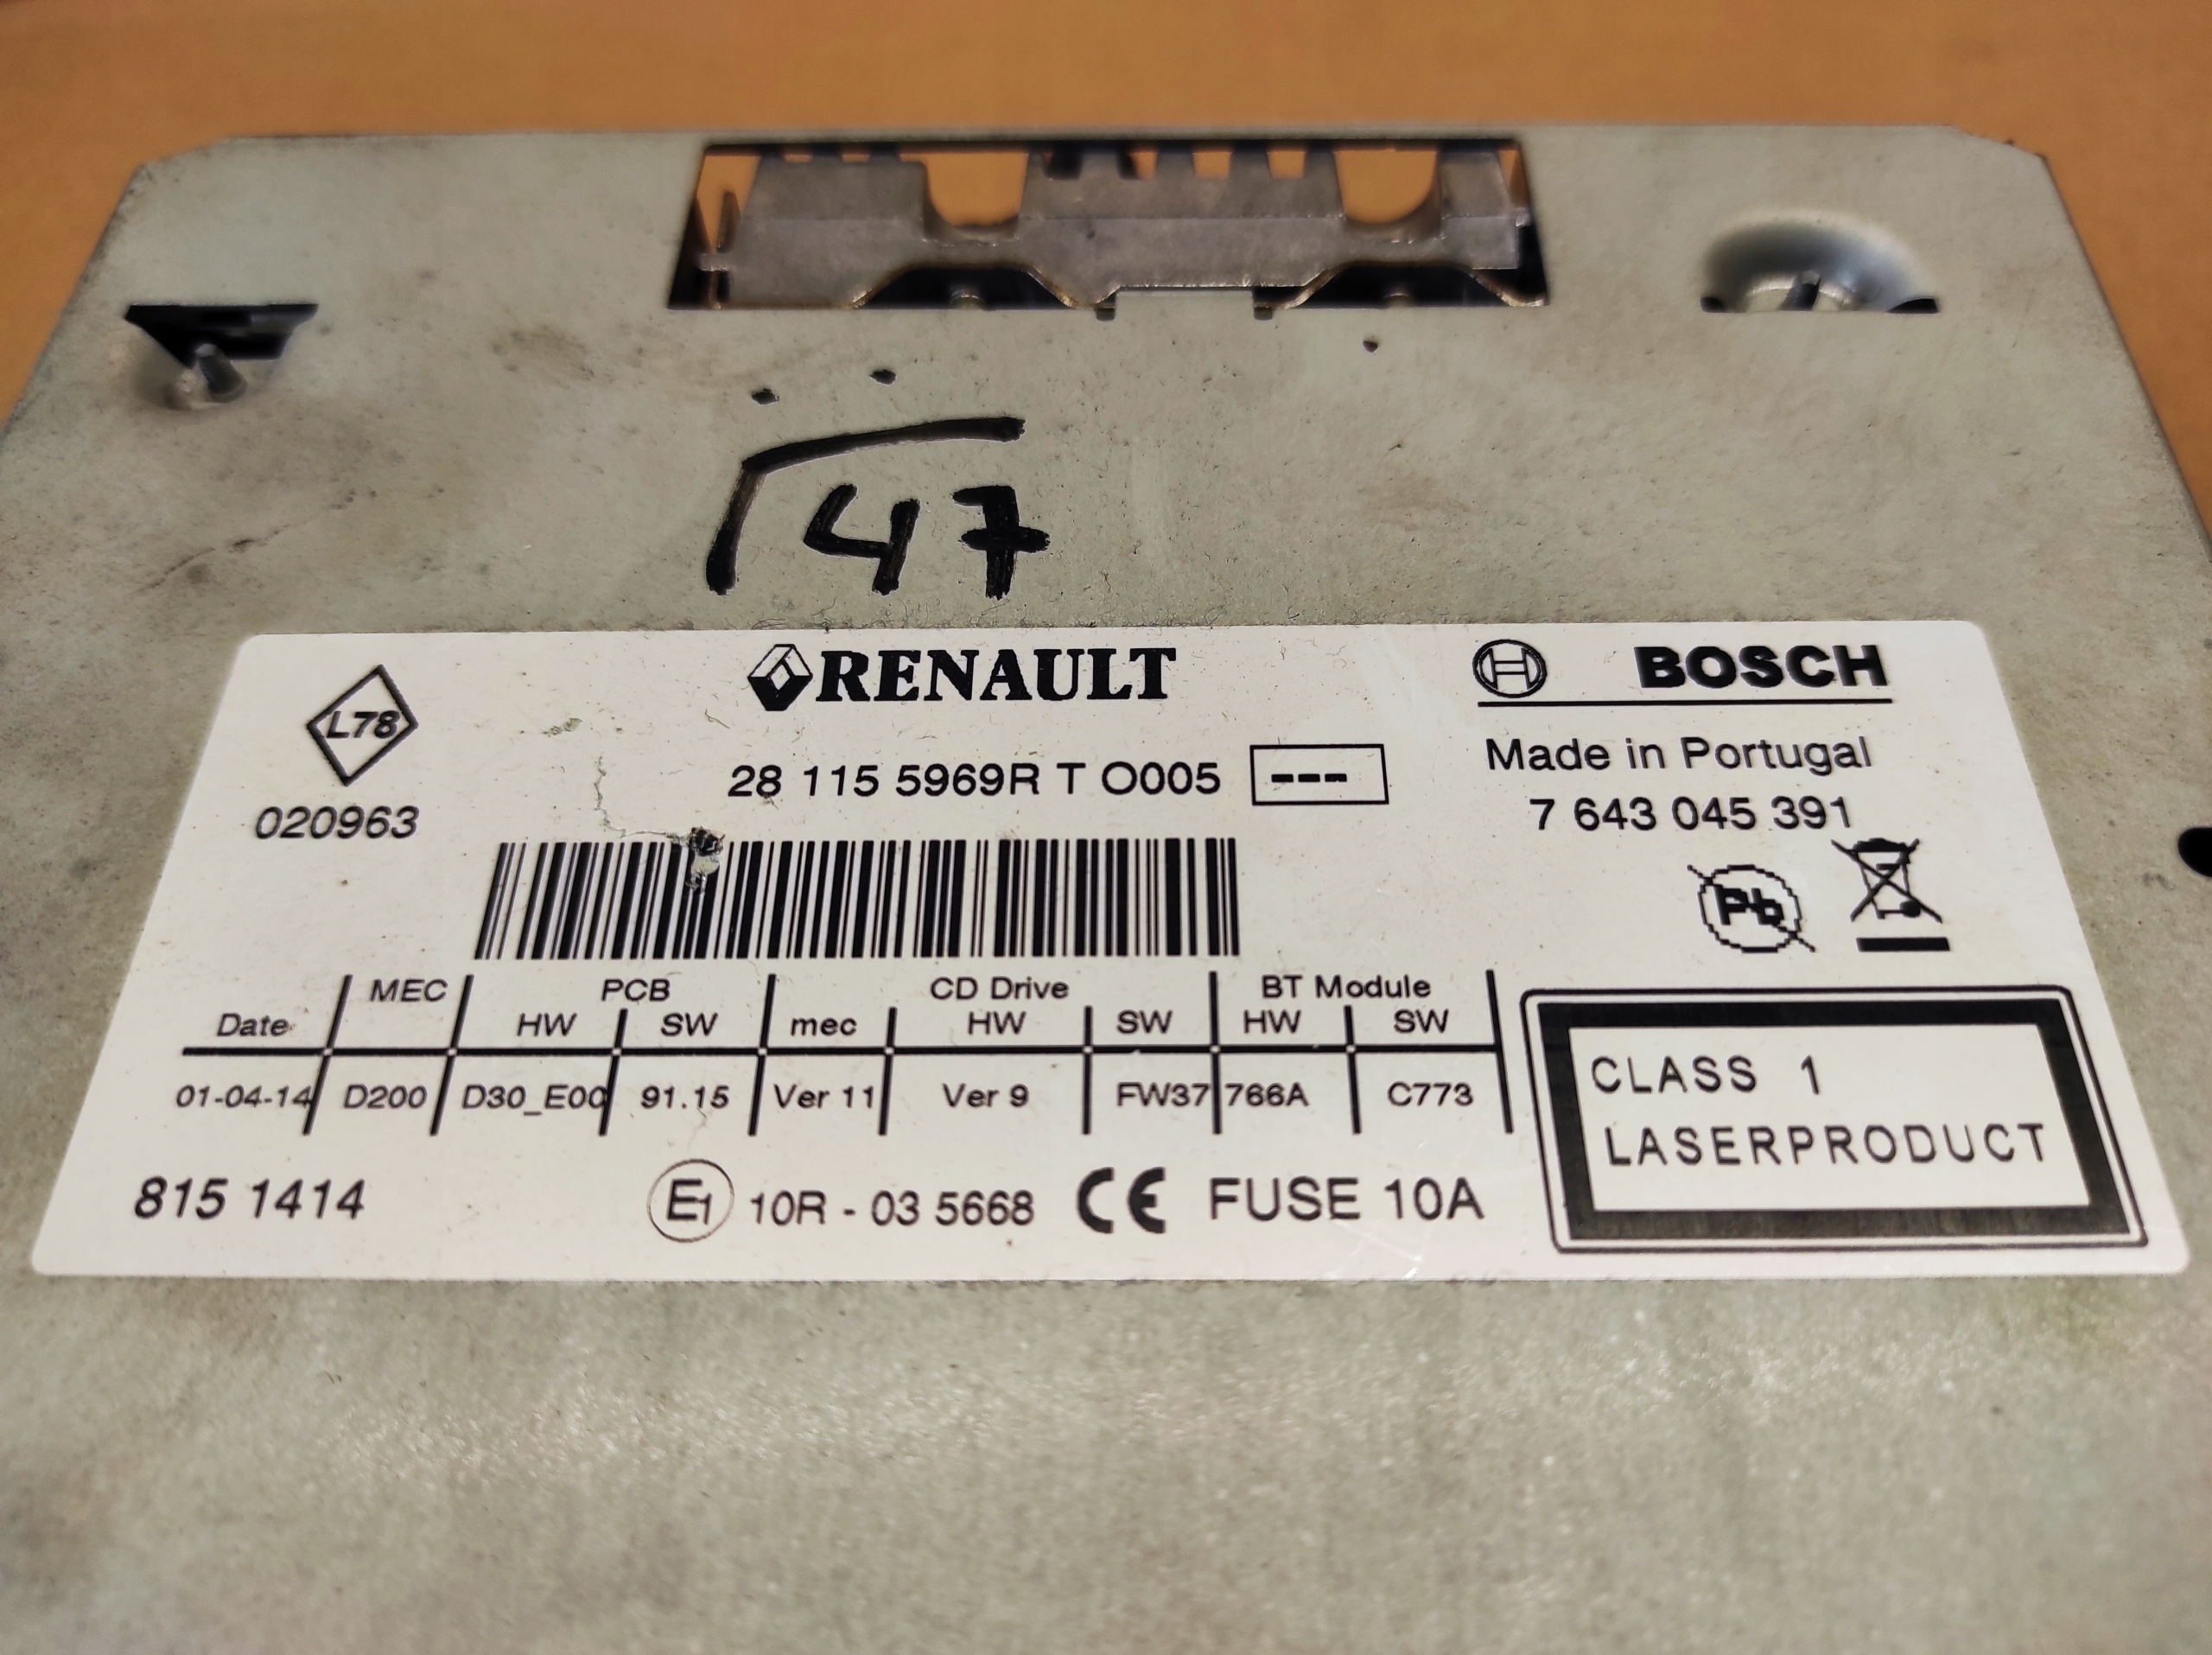 47
L78
RENAULT
BOSCH
28 115 5969R T O005 ---
Made in Portugal
020963
7 643 045 391
Pb
MEC PCB CD Drive BT Module
Date HW SW mec HW SW HW SW
01-04-14 D200 D30_E00 91.15 Ver 11 Ver 9 FW37 766A C773
CLASS 1
LASERPRODUCT
815 1414
E1 10R - 03 5668 CE FUSE 10A